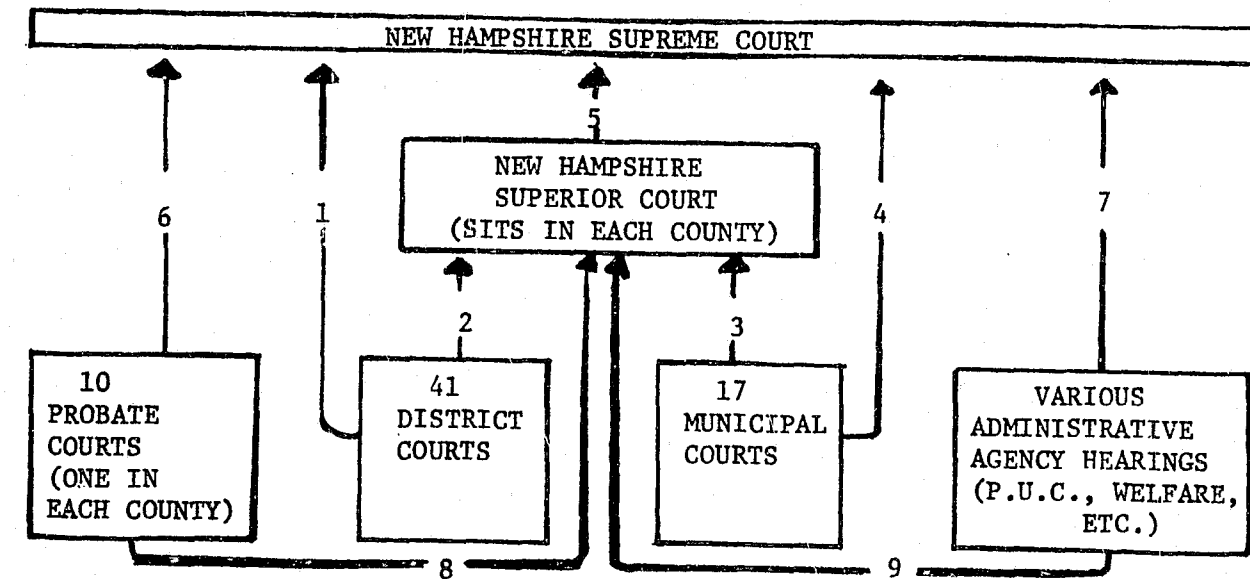 NEW HAMPSHIRE SUPREME COURT
5
NEW HAMPSHIRE
SUPERIOR COURT
(SITS IN EACH COUNTY)
6
1
4
7
2
3
10
PROBATE
COURTS
(ONE IN
EACH COUNTY)
41
DISTRICT
COURTS
17
MUNICIPAL
COURTS
VARIOUS
ADMINISTRATIVE
AGENCY HEARINGS
(P.U.C., WELFARE,
ETC.)
8
9